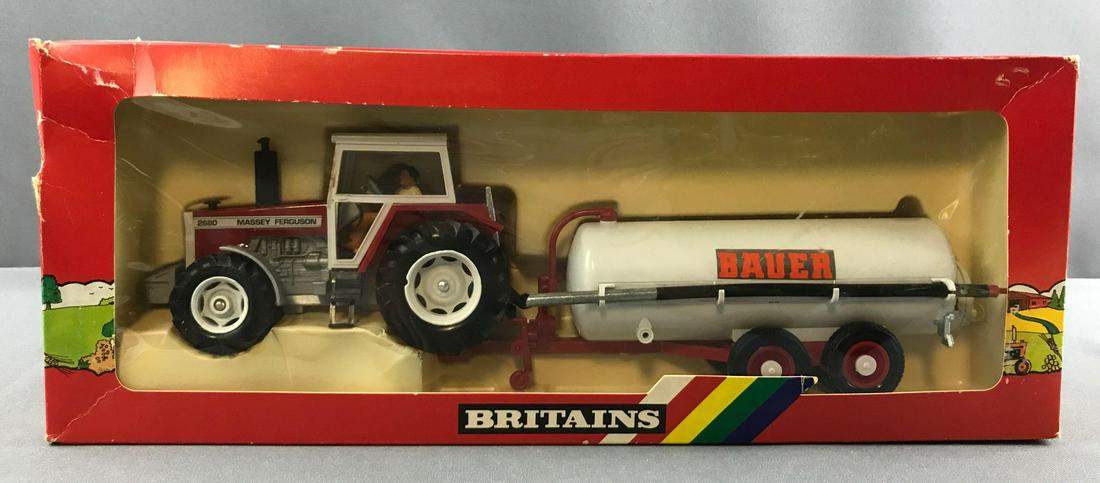 2680 MASSEY FERGUSON
BAUER
BRITAINS